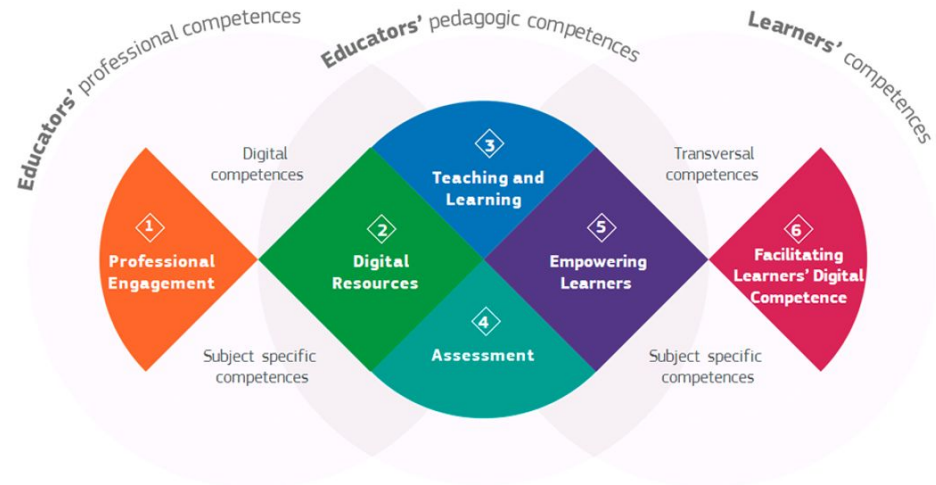 Educators' professional competences
Educators' pedagogic competences
Learners' competences
Digital
competences
Transversal
competences
1
Professional
Engagement
2
Digital
Resources
3
Teaching and
Learning
4
Assessment
5
Empowering
Learners
6
Facilitating
Learners' Digital
Competence
Subject specific
competences
Subject specific
competences